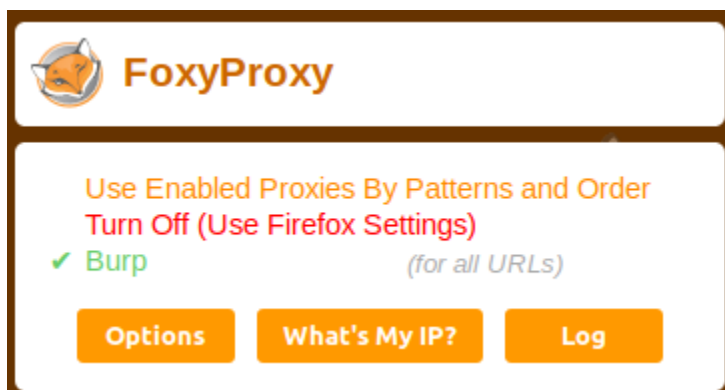 FoxyProxy
Use Enabled Proxies By Patterns and Order
Turn Off (Use Firefox Settings)
✔ Burp (for all URLs)
Options What's My IP? Log